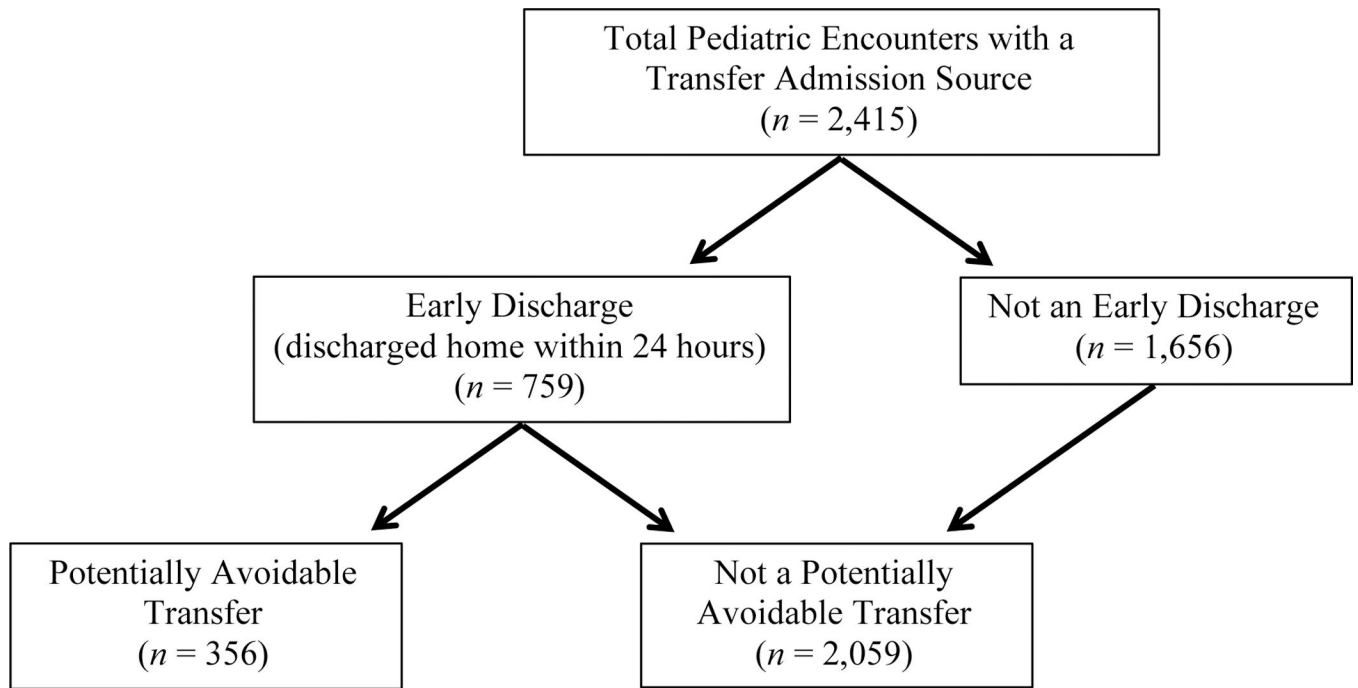 Total Pediatric Encounters with a
Transfer Admission Source
(n = 2,415)
Early Discharge
(discharged home within 24 hours)
(n = 759)
Not an Early Discharge
(n = 1,656)
Potentially Avoidable
Transfer
(n = 356)
Not a Potentially
Avoidable Transfer
(n = 2,059)